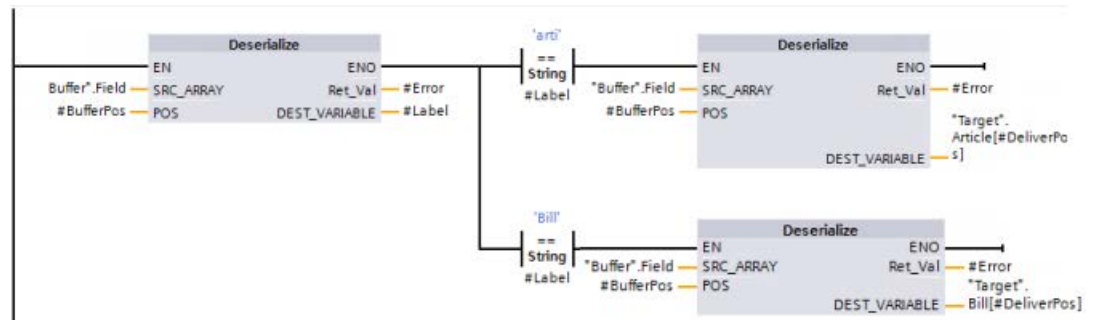 Deserialize
EN ENO
Buffer".Field SRC_ARRAY Ret_Val #Error
#BufferPos POS DEST_VARIABLE #Label
'arti'
==
String
#Label
Deserialize
EN ENO
"Buffer".Field SRC_ARRAY Ret_Val #Error
#BufferPos POS
"Target".
Article[#DeliverPo
DEST_VARIABLE s]
'Bill'
==
String
#Label
Deserialize
EN ENO
"Buffer".Field SRC_ARRAY Ret_Val #Error
#BufferPos POS "Target".
DEST_VARIABLE Bill[#DeliverPos]